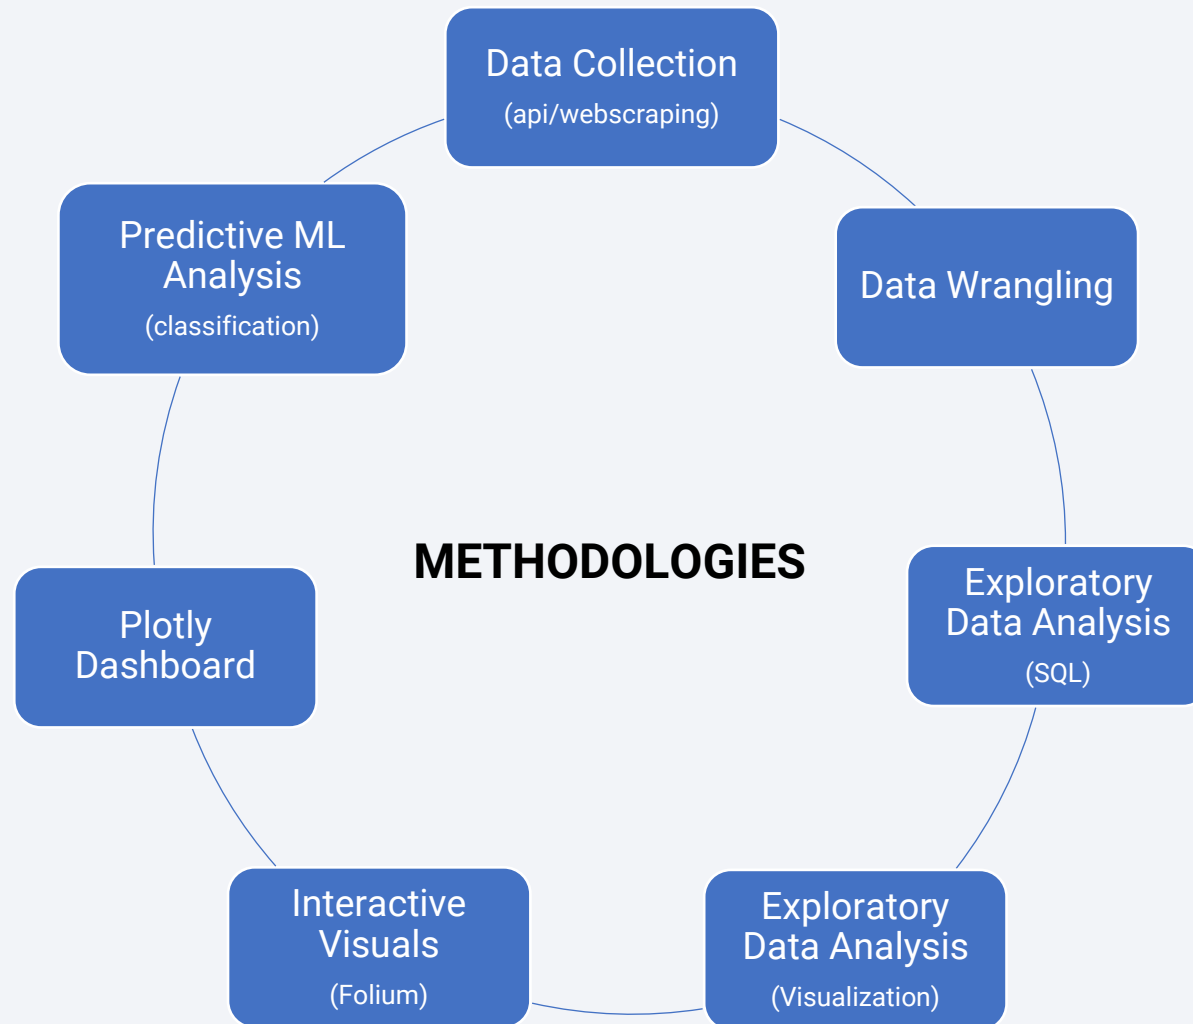 Data Collection
(api/webscraping)
Data Wrangling
Exploratory
Data Analysis
(SQL)
Exploratory
Data Analysis
(Visualization)
Interactive
Visuals
(Folium)
Plotly
Dashboard
Predictive ML
Analysis
(classification)
METHODOLOGIES